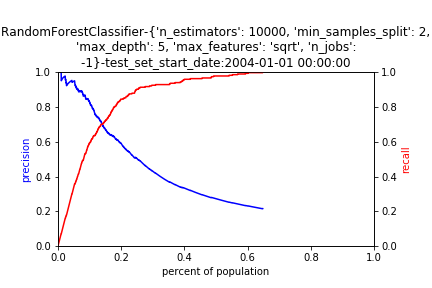 RandomForestClassifier-{'n_estimators': 10000, 'min_samples_split': 2,
'max_depth': 5, 'max_features': 'sqrt', 'n_jobs':
-1}-test_set_start_date:2004-01-01 00:00:00
1.0
0.8
0.6
0.4
0.2
0.0
precision
0.0 0.2 0.4 0.6 0.8 1.0
percent of population
1.0
0.8
0.6
0.4
0.2
0.0
recall